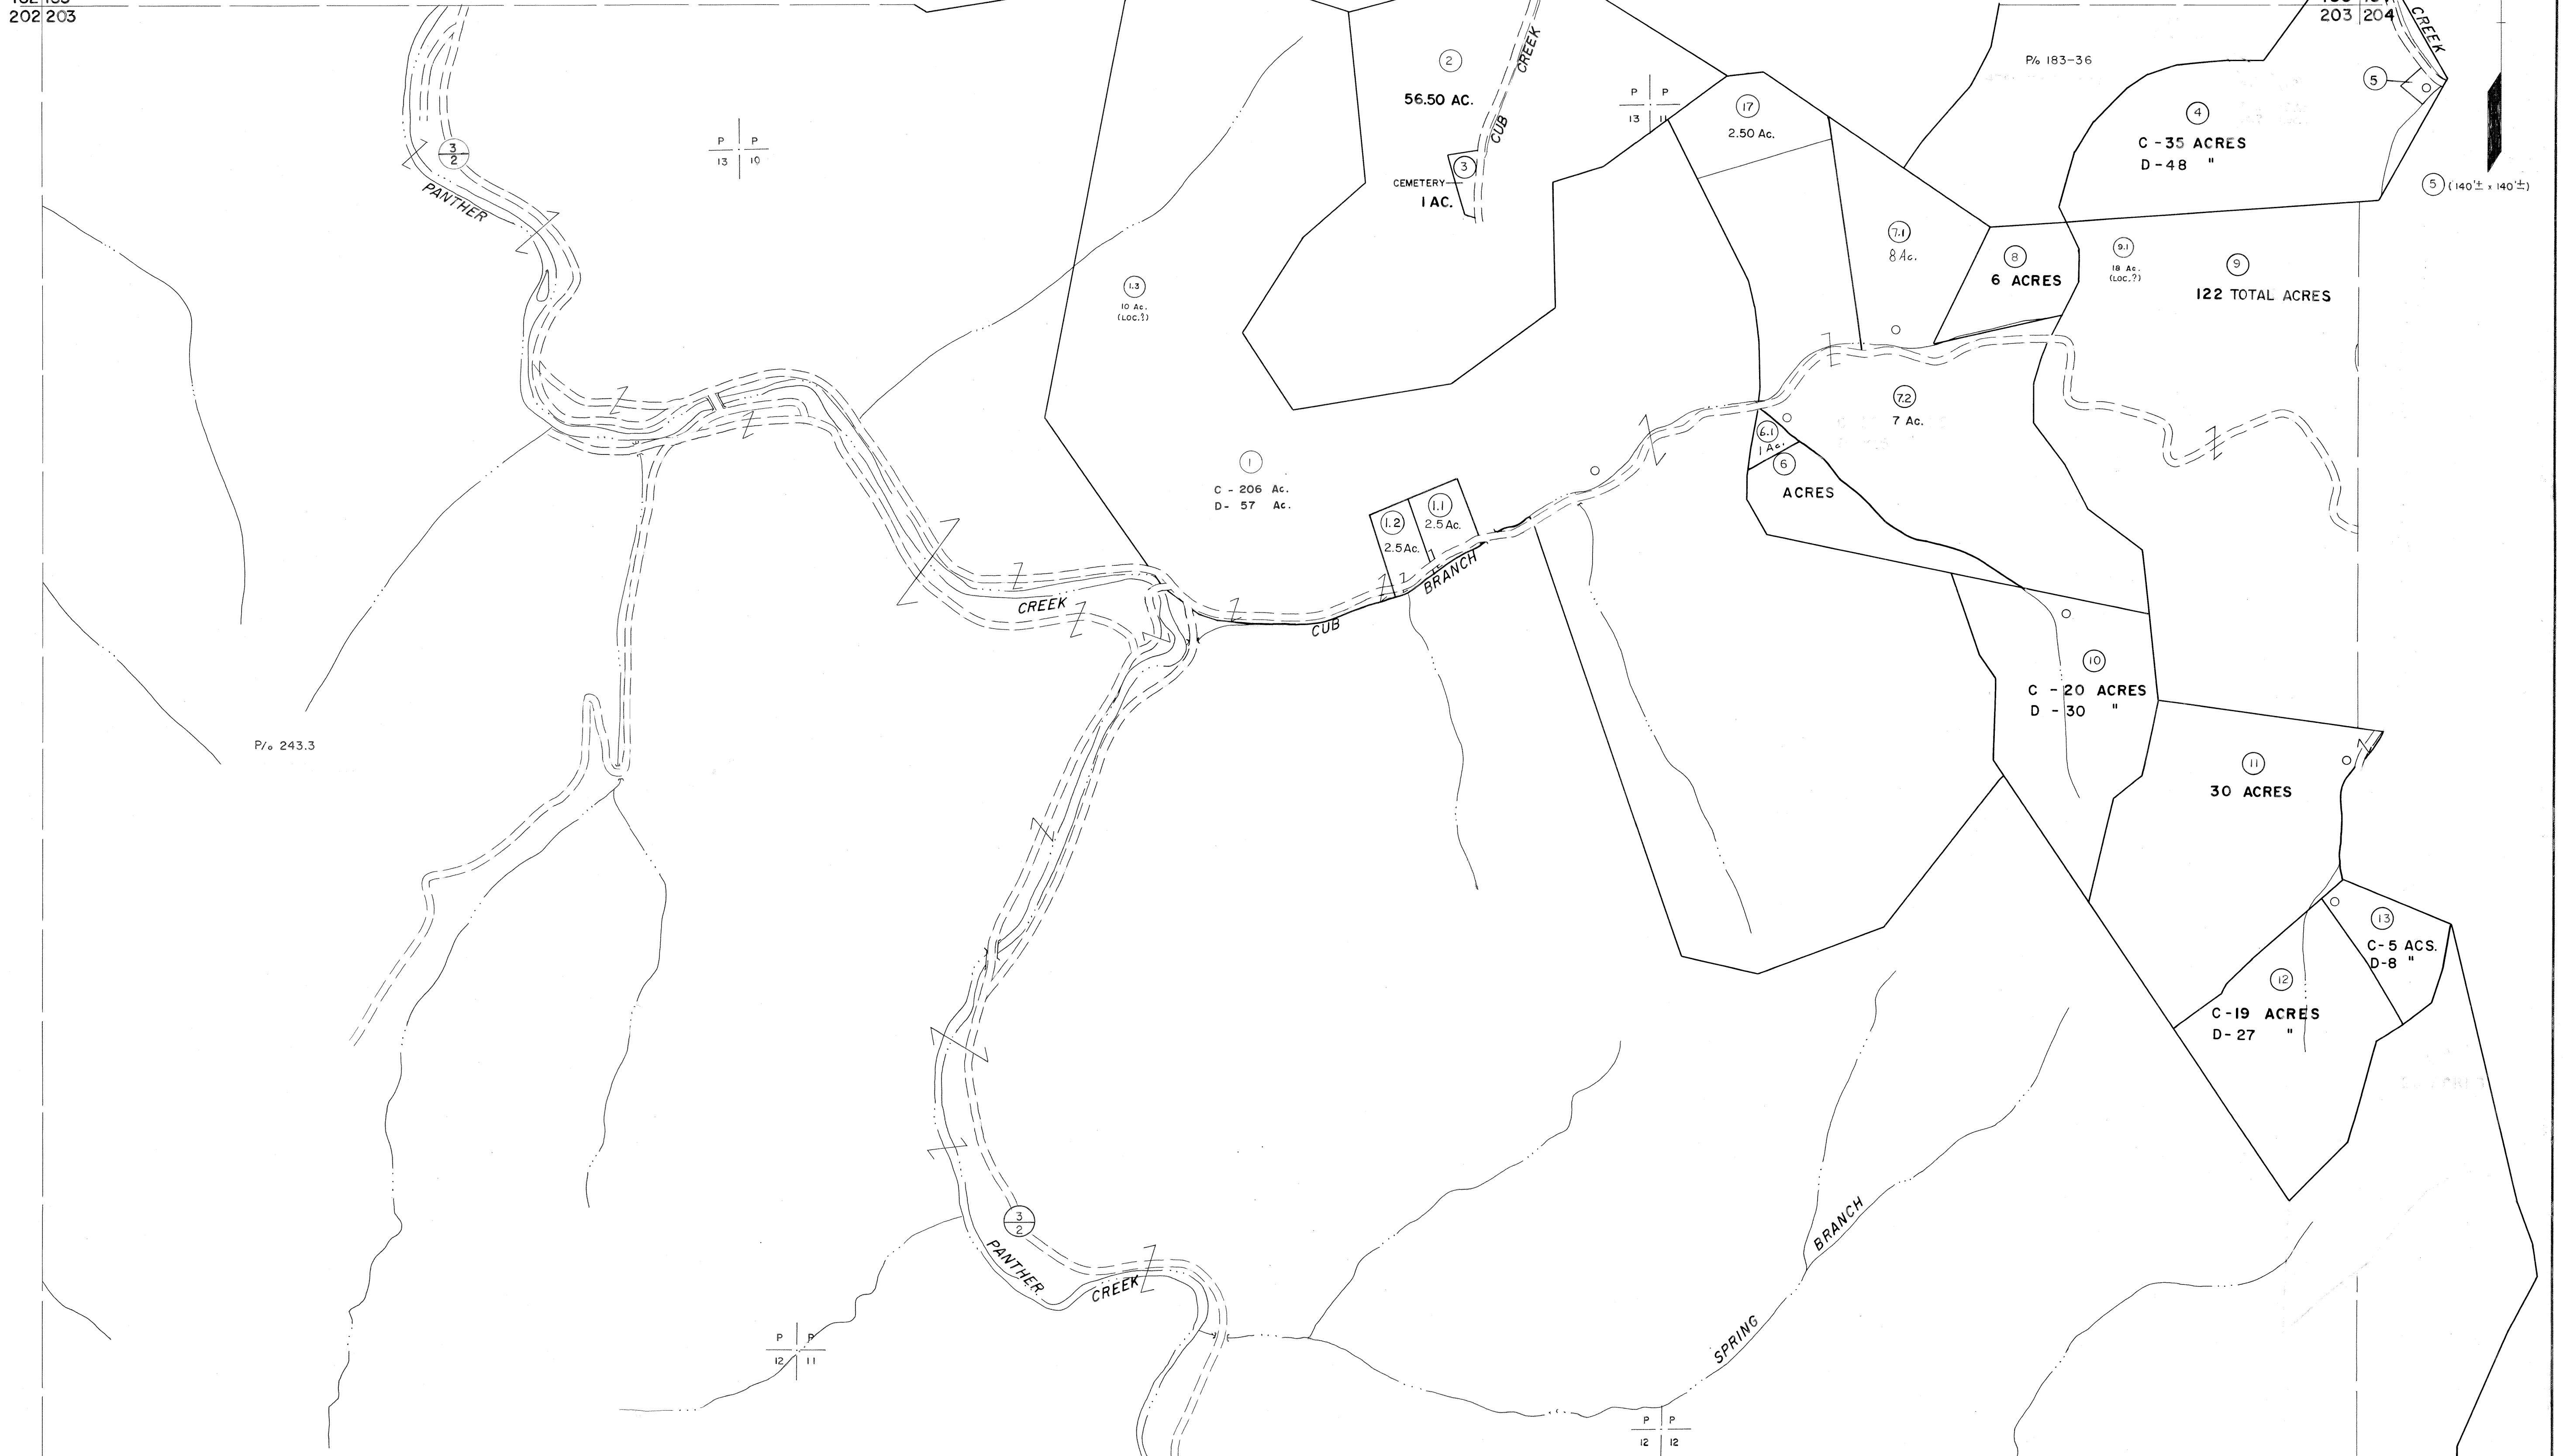 202 203
203 204
CREEK
2
56.50 AC.
CREEK
CUB
3
CEMETERY
1 AC.
P P
13 10
3
2
PANTHER
P P
13 11
17
2.50 Ac.
P/o 183-36
4
C - 35 ACRES
D - 48 "
5
5 (140'± x 140'±)
7.1
8 Ac.
8
6 ACRES
9.1
18 Ac.
(LOC.?)
9
122 TOTAL ACRES
1.3
10 Ac.
(LOC.?)
7.2
7 Ac.
6.1
1 Ac.
6
ACRES
1
C - 206 Ac.
D - 57 Ac.
1.2
2.5 Ac.
1.1
2.5 Ac.
CREEK
CUB
BRANCH
10
C - 20 ACRES
D - 30 "
P/o 243.3
11
30 ACRES
13
C - 5 ACS.
D - 8 "
12
C - 19 ACRES
D - 27 "
3
2
PANTHER
CREEK
BRANCH
SPRING
P P
12 11
P P
12 12